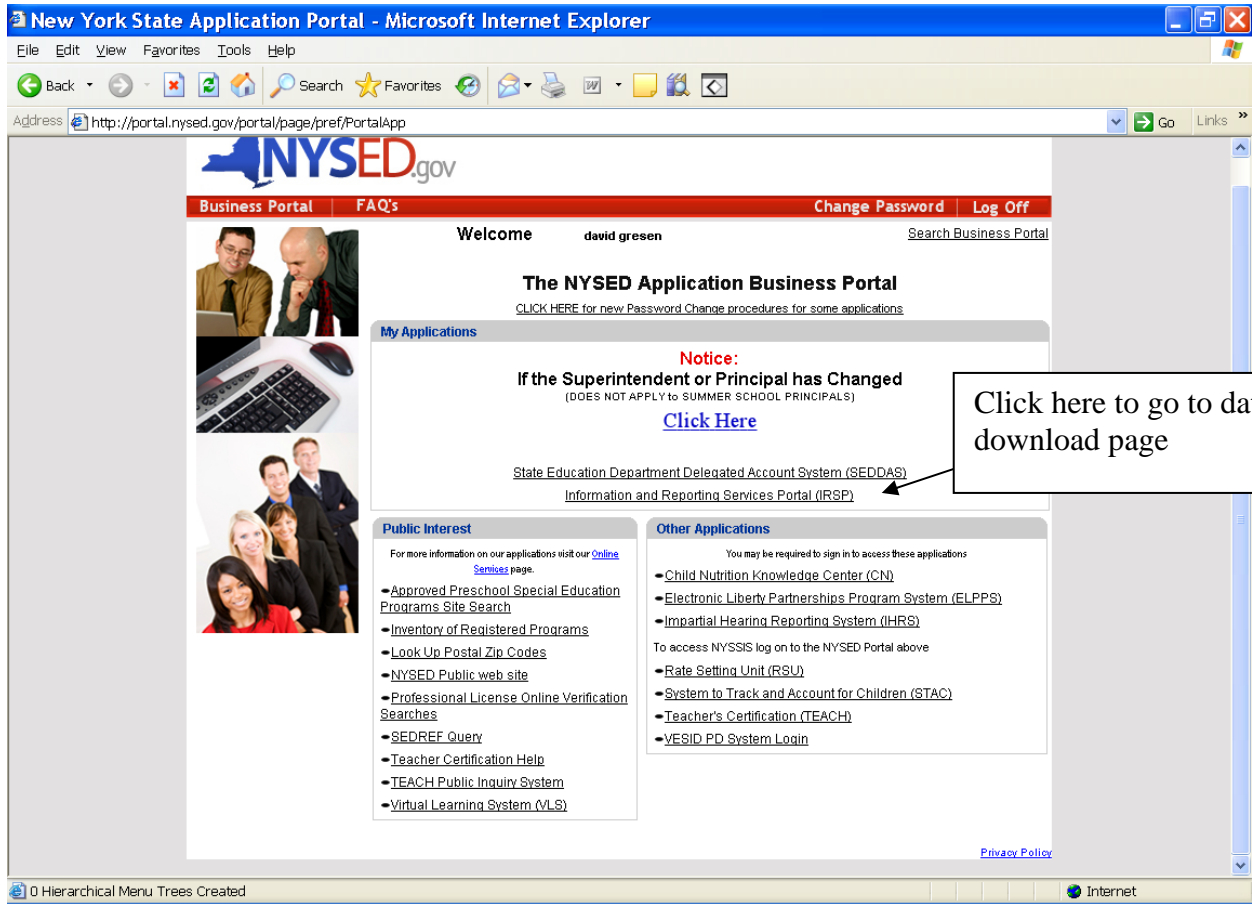 New York State Application Portal - Microsoft Internet Explorer
File Edit View Favorites Tools Help
Back Search Favorites
Address http://portal.nysed.gov/portal/page/pref/PortalApp Go Links »
NYSED.gov
Business Portal FAQ's Change Password Log Off
Welcome david gresen Search Business Portal
The NYSED Application Business Portal
CLICK HERE for new Password Change procedures for some applications
My Applications
Notice:
If the Superintendent or Principal has Changed
(DOES NOT APPLY to SUMMER SCHOOL PRINCIPALS)
Click Here
Click here to go to
download page
State Education Department Delegated Account System (SEDDAS)
Information and Reporting Services Portal (IRSP)
Public Interest
For more information on our applications visit our Online
Services page.
Approved Preschool Special Education
Programs Site Search
Inventory of Registered Programs
Look Up Postal Zip Codes
NYSED Public web site
Professional License Online Verification
Searches
SEDREF Query
Teacher Certification Help
TEACH Public Inquiry System
Virtual Learning System (VLS)
Other Applications
You may be required to sign in to access these applications
Child Nutrition Knowledge Center (CN)
Electronic Liberty Partnerships Program System (ELPPS)
Impartial Hearing Reporting System (IHRS)
To access NYSSIS log on to the NYSED Portal above
Rate Setting Unit (RSU)
System to Track and Account for Children (STAC)
Teacher's Certification (TEACH)
VESID PD System Login
Privacy Policy
0 Hierarchical Menu Trees Created Internet